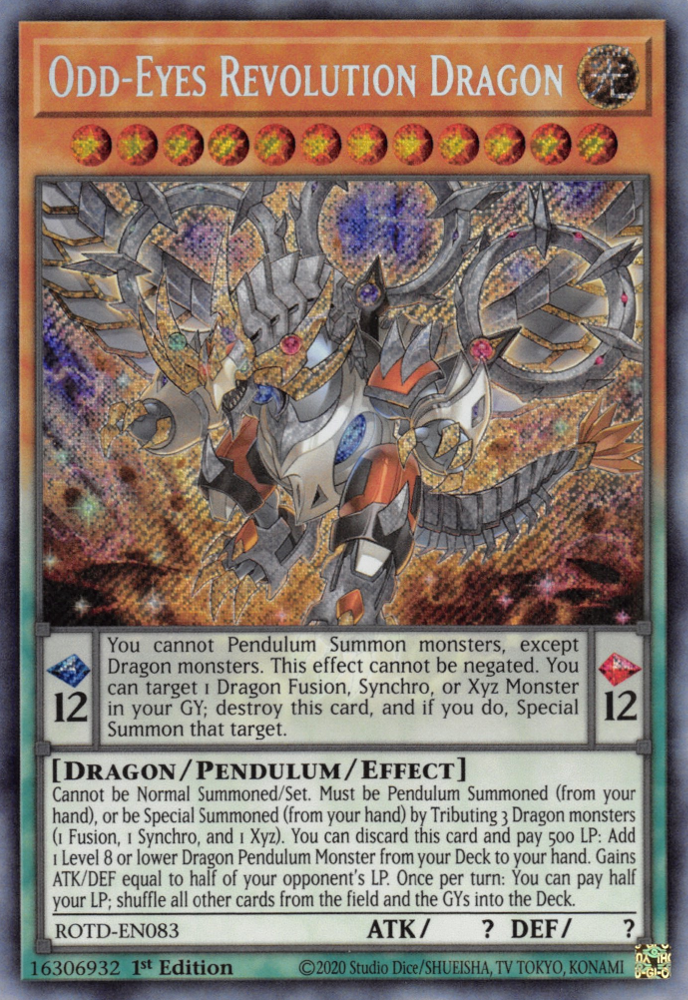 ODD-EYES REVOLUTION DRAGON
You cannot Pendulum Summon monsters, except
Dragon monsters. This effect cannot be negated. You
can target 1 Dragon Fusion, Synchro, or Xyz Monster
in your GY; destroy this card, and if you do, Special
Summon that target.
12
12
[DRAGON/PENDULUM/EFFECT]
Cannot be Normal Summoned/Set. Must be Pendulum Summoned (from your
hand), or be Special Summoned (from your hand) by Tributing 3 Dragon monsters
(1 Fusion, 1 Synchro, and 1 Xyz). You can discard this card and pay 500 LP: Add
1 Level 8 or lower Dragon Pendulum Monster from your Deck to your hand. Gains
ATK/DEF equal to half of your opponent's LP. Once per turn: You can pay half
your LP; shuffle all other cards from the field and the GYs into the Deck.
ROTD-EN083 ATK/ ? DEF/ ?
16306932 1st Edition ©2020 Studio Dice/SHUEISHA, TV TOKYO, KONAMI